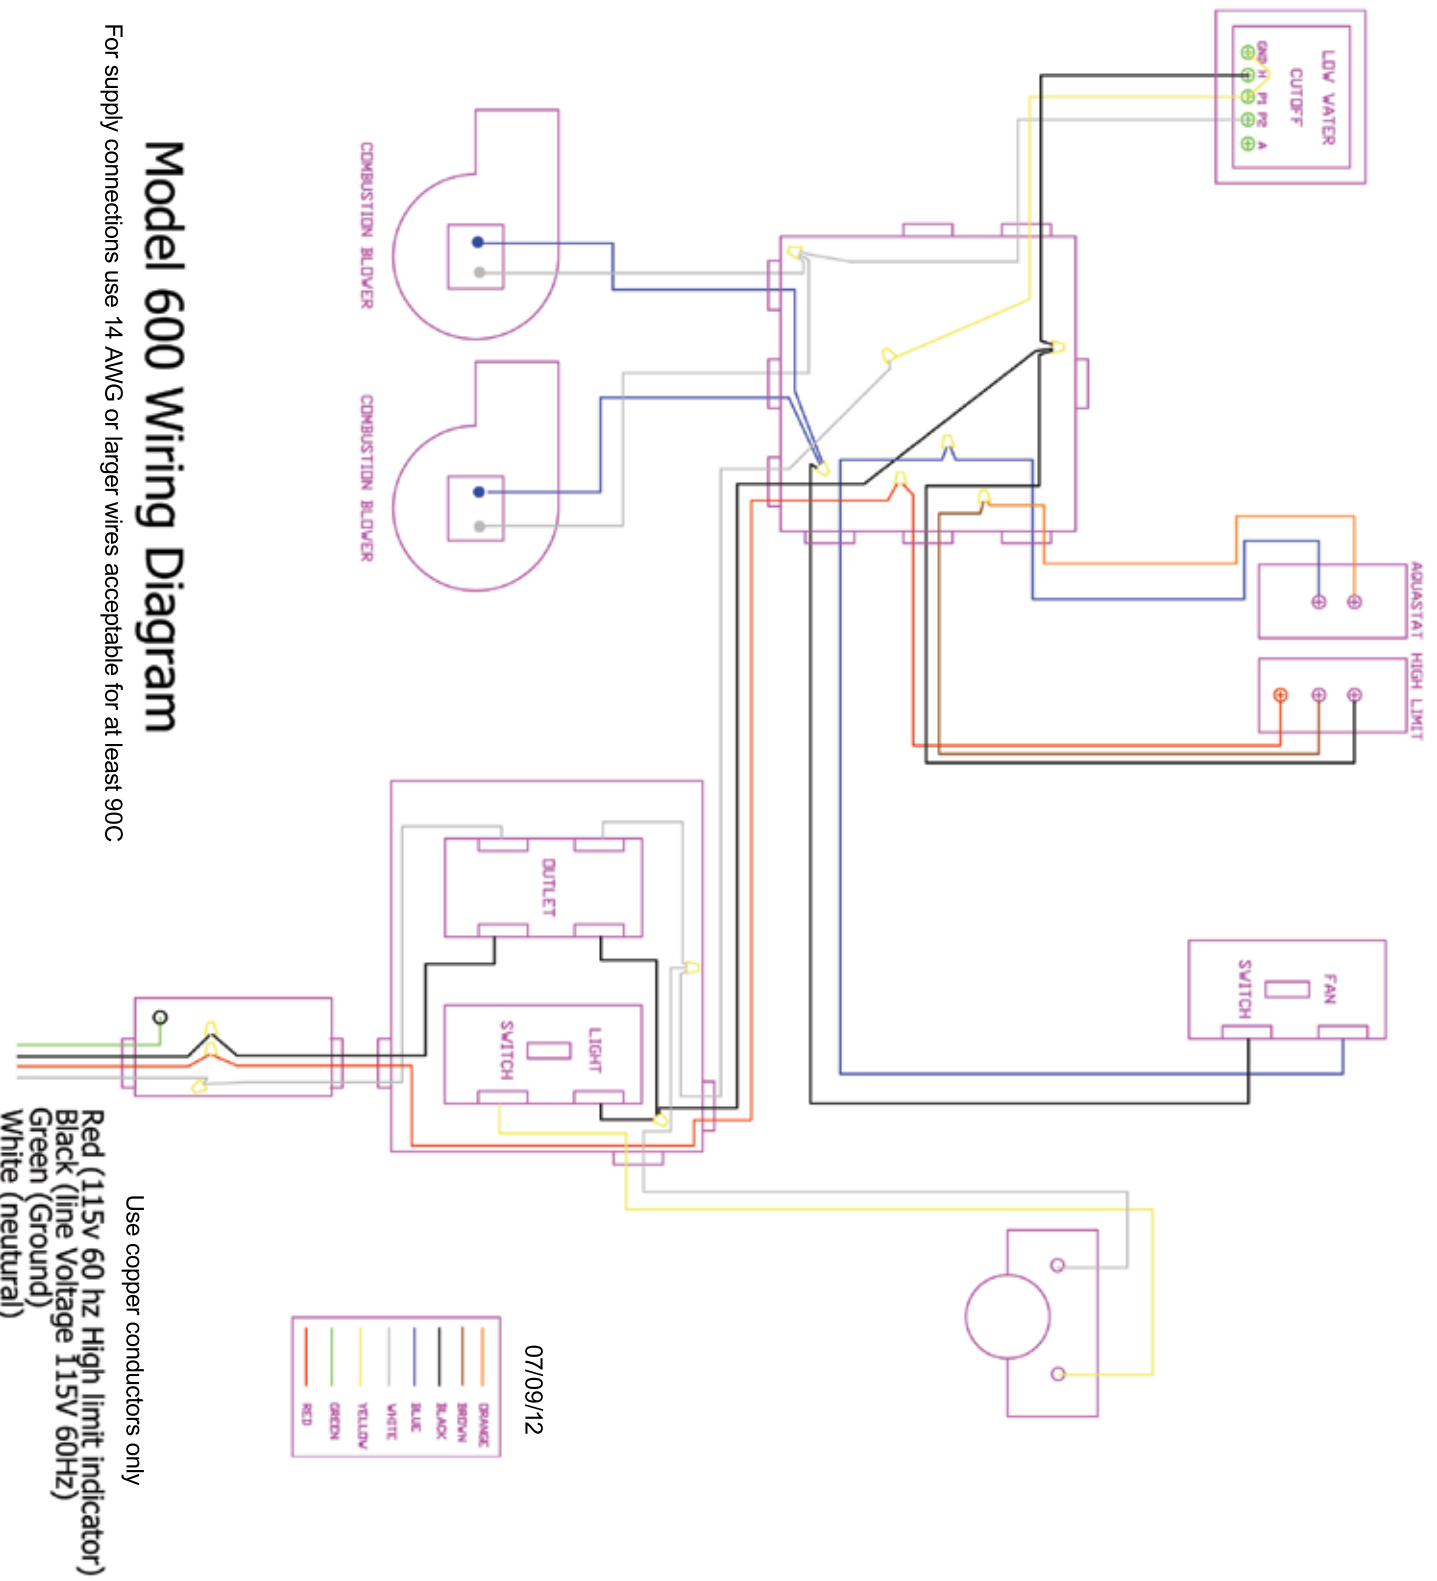 LOW WATER
CUTOFF
GND
H
P1
P2
A
AQUASTAT
HIGH LIMIT
FAN
SWITCH
COMBUSTION BLOWER
COMBUSTION BLOWER
OUTLET
LIGHT
SWITCH
Model 600 Wiring Diagram
For supply connections use 14 AWG or larger wires acceptable for at least 90C
07/09/12
ORANGE
BROWN
BLACK
BLUE
WHITE
YELLOW
GREEN
RED
Use copper conductors only
Red (115v 60 hz High limit indicator)
Black (line Voltage 115V 60Hz)
Green (Ground)
White (neutural)